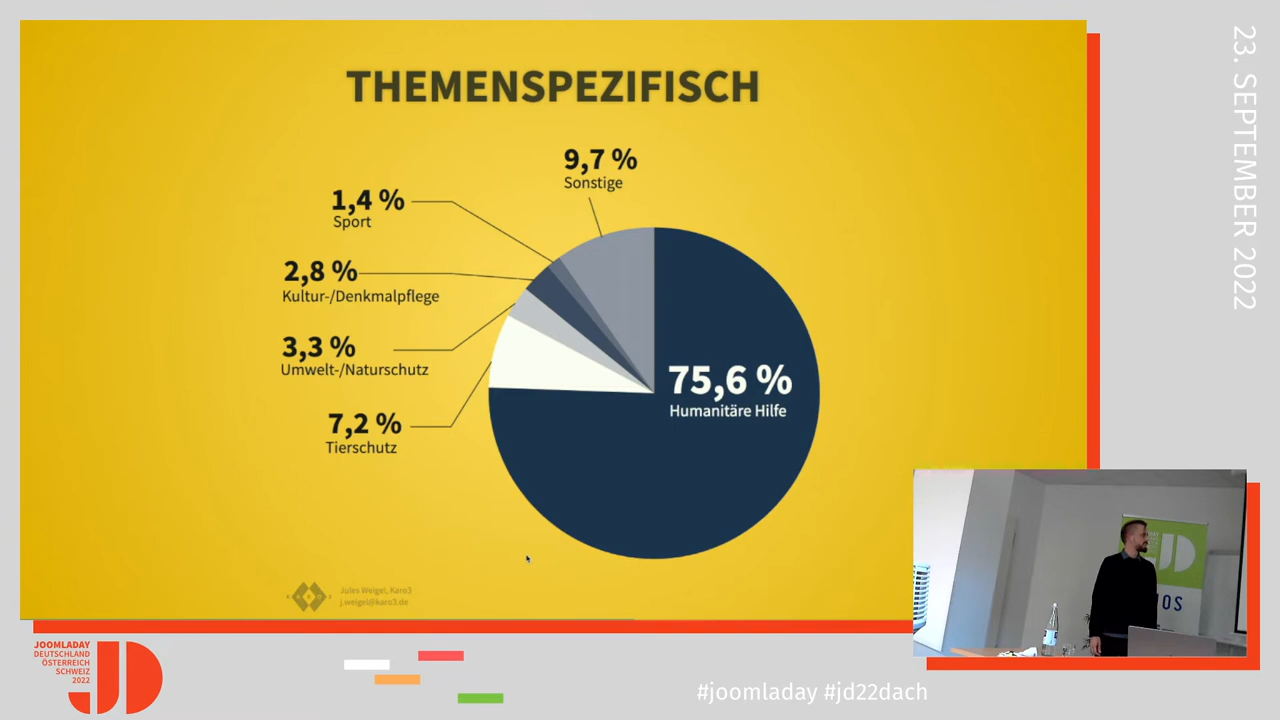 THEMENSPEZIFISCH
9,7 %
Sonstige
1,4 %
Sport
2,8 %
Kultur-/Denkmalpflege
3,3 %
Umwelt-/Naturschutz
7,2 %
Tierschutz
75,6 %
Humanitäre Hilfe
Jules Weigel, Karo3
j.weigel@karo3.de
23. SEPTEMBER 2022
JOOMLADAY
DEUTSCHLAND
ÖSTERREICH
SCHWEIZ
2022
JD
#joomladay #jd22dach